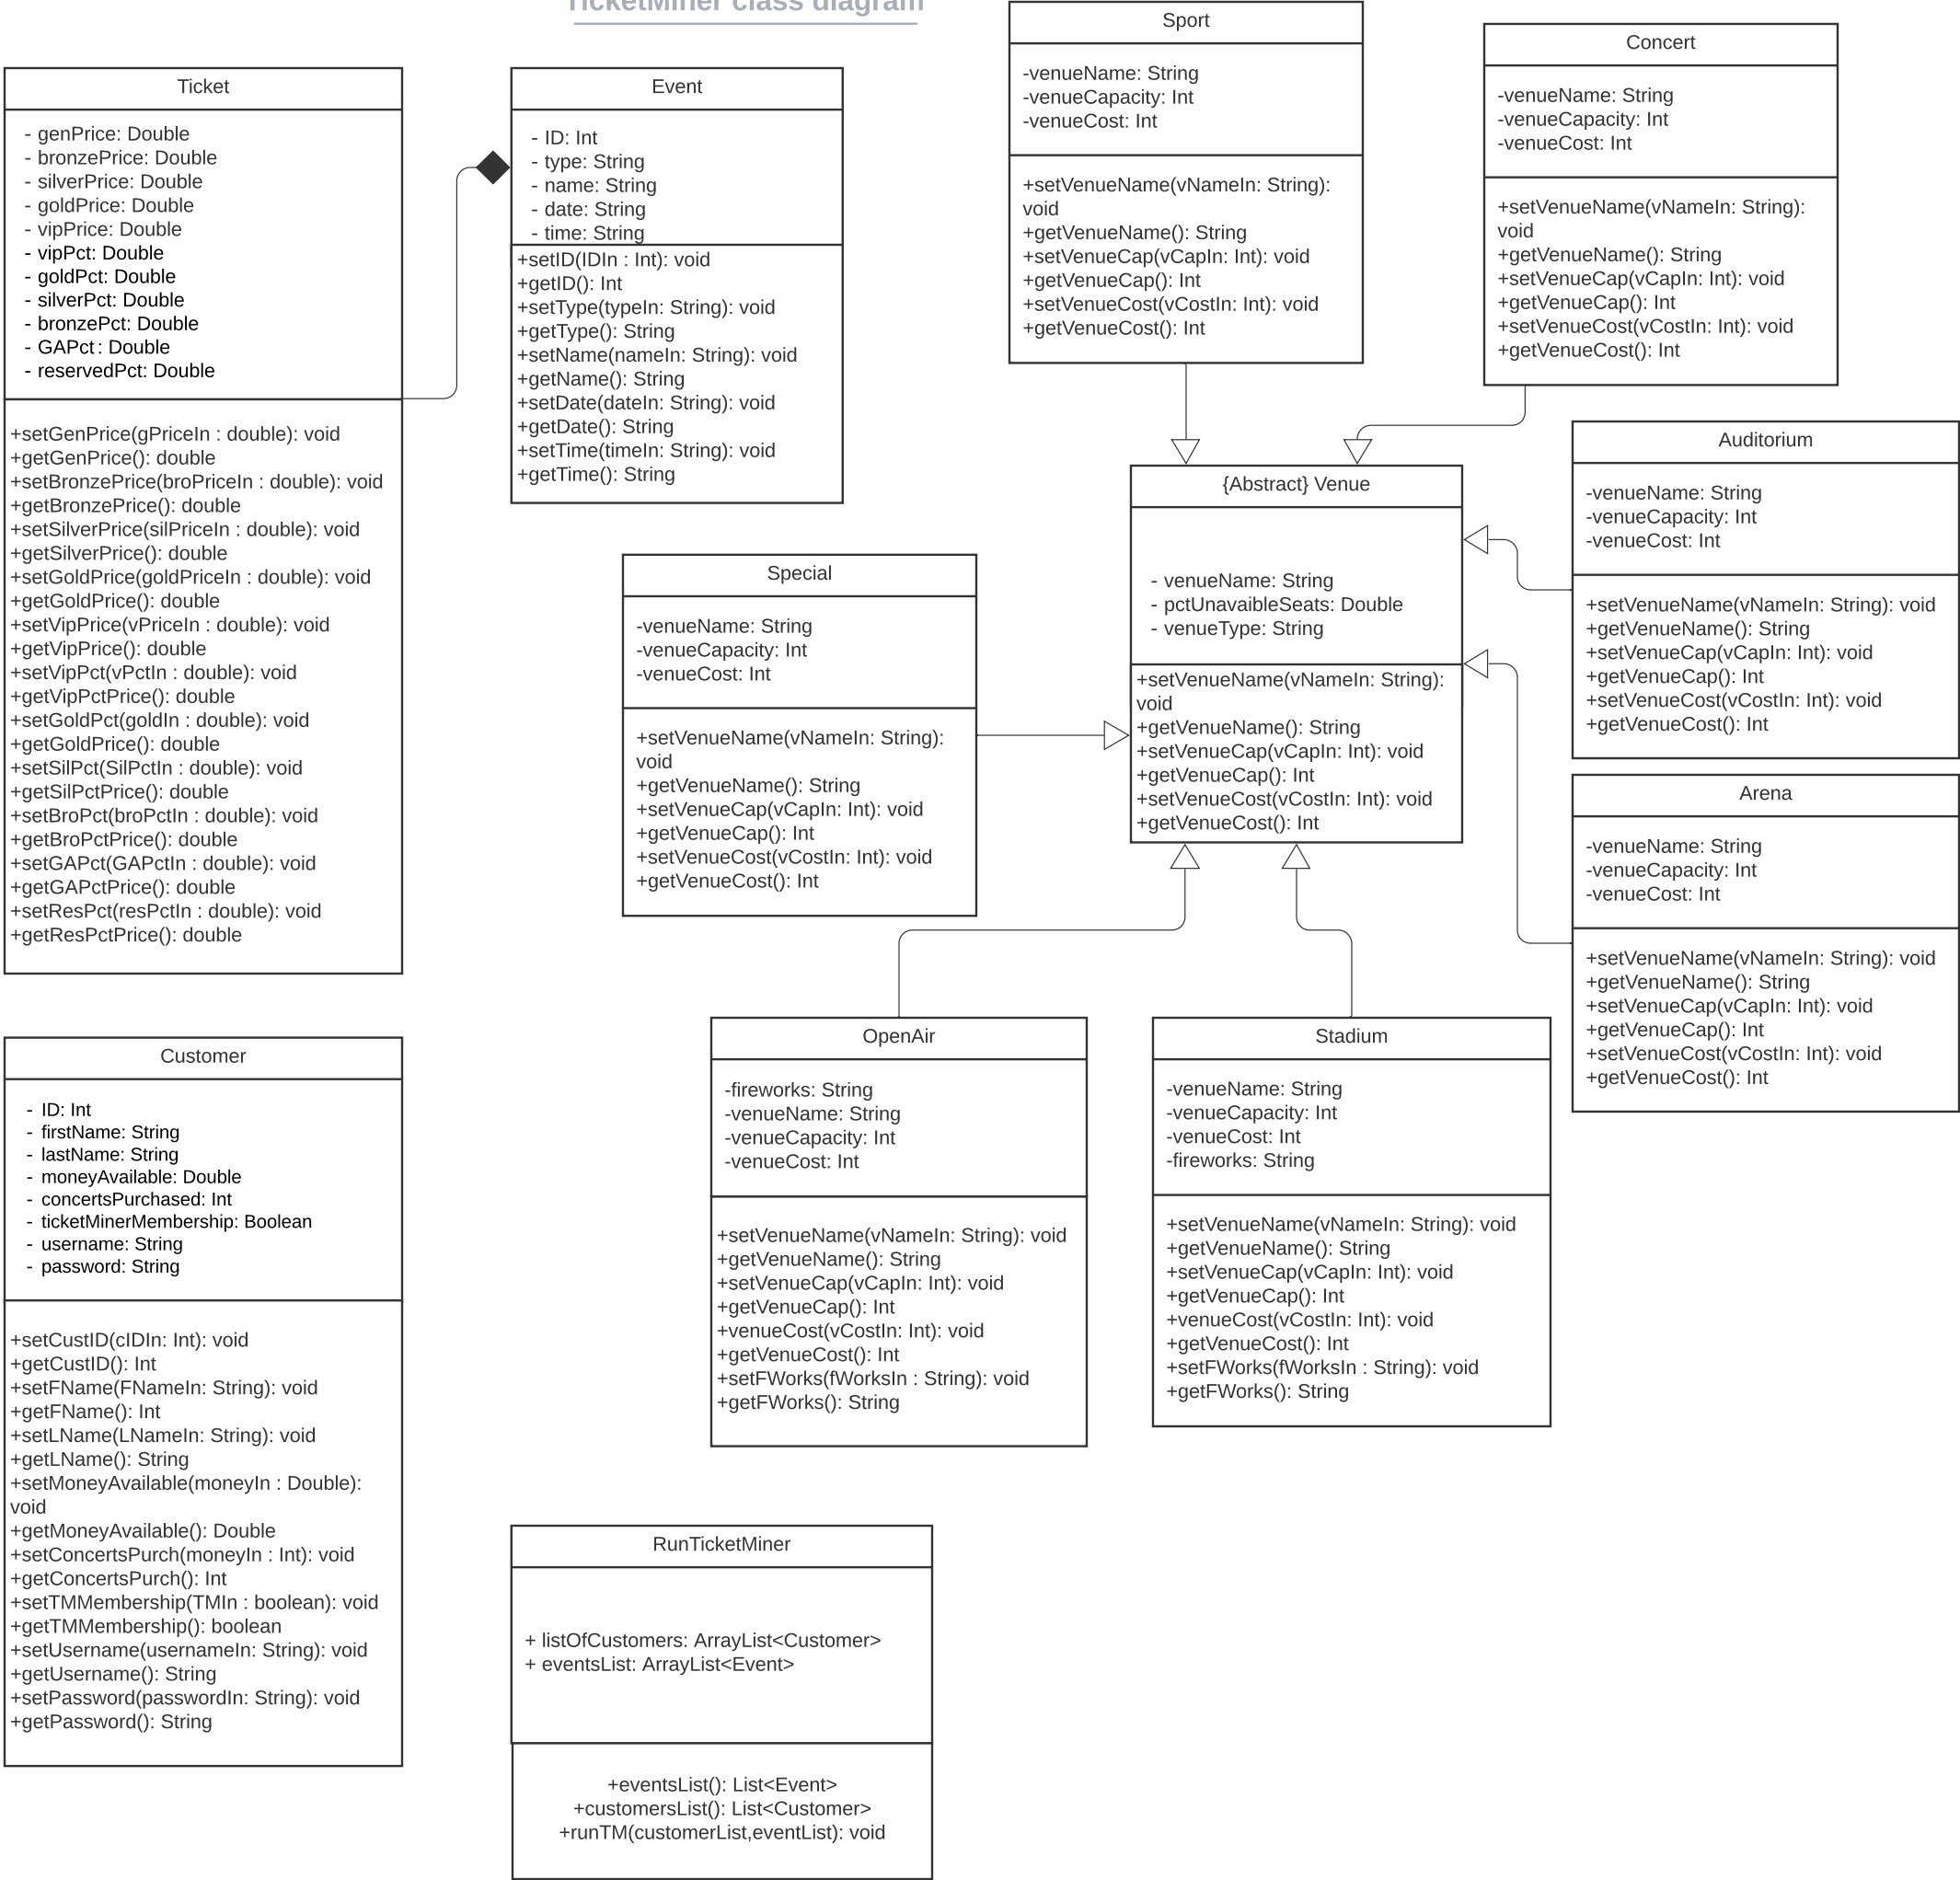 TicketMiner class diagram
Ticket
- genPrice: Double
- bronzePrice: Double
- silverPrice: Double
- goldPrice: Double
- vipPrice: Double
- vipPct: Double
- goldPct: Double
- silverPct: Double
- bronzePct: Double
- GAPct : Double
- reservedPct: Double
+setGenPrice(gPriceIn : double): void
+getGenPrice(): double
+setBronzePrice(broPriceIn : double): void
+getBronzePrice(): double
+setSilverPrice(silPriceIn : double): void
+getSilverPrice(): double
+setGoldPrice(goldPriceIn : double): void
+getGoldPrice(): double
+setVipPrice(vPriceIn : double): void
+getVipPrice(): double
+setVipPct(vPctIn : double): void
+getVipPctPrice(): double
+setGoldPct(goldIn : double): void
+getGoldPrice(): double
+setSilPct(SilPctIn : double): void
+getSilPctPrice(): double
+setBroPct(broPctIn : double): void
+getBroPctPrice(): double
+setGAPct(GAPctIn : double): void
+getGAPctPrice(): double
+setResPct(resPctIn : double): void
+getResPctPrice(): double
Event
- ID: Int
- type: String
- name: String
- date: String
- time: String
+setID(IDIn : Int): void
+getID(): Int
+setType(typeIn: String): void
+getType(): String
+setName(nameIn: String): void
+getName(): String
+setDate(dateIn: String): void
+getDate(): String
+setTime(timeIn: String): void
+getTime(): String
Sport
-venueName: String
-venueCapacity: Int
-venueCost: Int
+setVenueName(vNameIn: String):
void
+getVenueName(): String
+setVenueCap(vCapIn: Int): void
+getVenueCap(): Int
+setVenueCost(vCostIn: Int): void
+getVenueCost(): Int
Concert
-venueName: String
-venueCapacity: Int
-venueCost: Int
+setVenueName(vNameIn: String):
void
+getVenueName(): String
+setVenueCap(vCapIn: Int): void
+getVenueCap(): Int
+setVenueCost(vCostIn: Int): void
+getVenueCost(): Int
Special
-venueName: String
-venueCapacity: Int
-venueCost: Int
+setVenueName(vNameIn: String):
void
+getVenueName(): String
+setVenueCap(vCapIn: Int): void
+getVenueCap(): Int
+setVenueCost(vCostIn: Int): void
+getVenueCost(): Int
{Abstract} Venue
- venueName: String
- pctUnavaibleSeats: Double
- venueType: String
+setVenueName(vNameIn: String):
void
+getVenueName(): String
+setVenueCap(vCapIn: Int): void
+getVenueCap(): Int
+setVenueCost(vCostIn: Int): void
+getVenueCost(): Int
Auditorium
-venueName: String
-venueCapacity: Int
-venueCost: Int
+setVenueName(vNameIn: String): void
+getVenueName(): String
+setVenueCap(vCapIn: Int): void
+getVenueCap(): Int
+setVenueCost(vCostIn: Int): void
+getVenueCost(): Int
Arena
-venueName: String
-venueCapacity: Int
-venueCost: Int
+setVenueName(vNameIn: String): void
+getVenueName(): String
+setVenueCap(vCapIn: Int): void
+getVenueCap(): Int
+setVenueCost(vCostIn: Int): void
+getVenueCost(): Int
Customer
- ID: Int
- firstName: String
- lastName: String
- moneyAvailable: Double
- concertsPurchased: Int
- ticketMinerMembership: Boolean
- username: String
- password: String
+setCustID(cIDIn: Int): void
+getCustID(): Int
+setFName(FNameIn: String): void
+getFName(): Int
+setLName(LNameIn: String): void
+getLName(): String
+setMoneyAvailable(moneyIn : Double):
void
+getMoneyAvailable(): Double
+setConcertsPurch(moneyIn : Int): void
+getConcertsPurch(): Int
+setTMMembership(TMIn : boolean): void
+getTMMembership(): boolean
+setUsername(usernameIn: String): void
+getUsername(): String
+setPassword(passwordIn: String): void
+getPassword(): String
OpenAir
-fireworks: String
-venueName: String
-venueCapacity: Int
-venueCost: Int
+setVenueName(vNameIn: String): void
+getVenueName(): String
+setVenueCap(vCapIn: Int): void
+getVenueCap(): Int
+venueCost(vCostIn: Int): void
+getVenueCost(): Int
+setFWorks(fWorksIn : String): void
+getFWorks(): String
Stadium
-venueName: String
-venueCapacity: Int
-venueCost: Int
-fireworks: String
+setVenueName(vNameIn: String): void
+getVenueName(): String
+setVenueCap(vCapIn: Int): void
+getVenueCap(): Int
+venueCost(vCostIn: Int): void
+getVenueCost(): Int
+setFWorks(fWorksIn : String): void
+getFWorks(): String
RunTicketMiner
+ listOfCustomers: ArrayList<Customer>
+ eventsList: ArrayList<Event>
+eventsList(): List<Event>
+customersList(): List<Customer>
+runTM(customerList,eventList): void